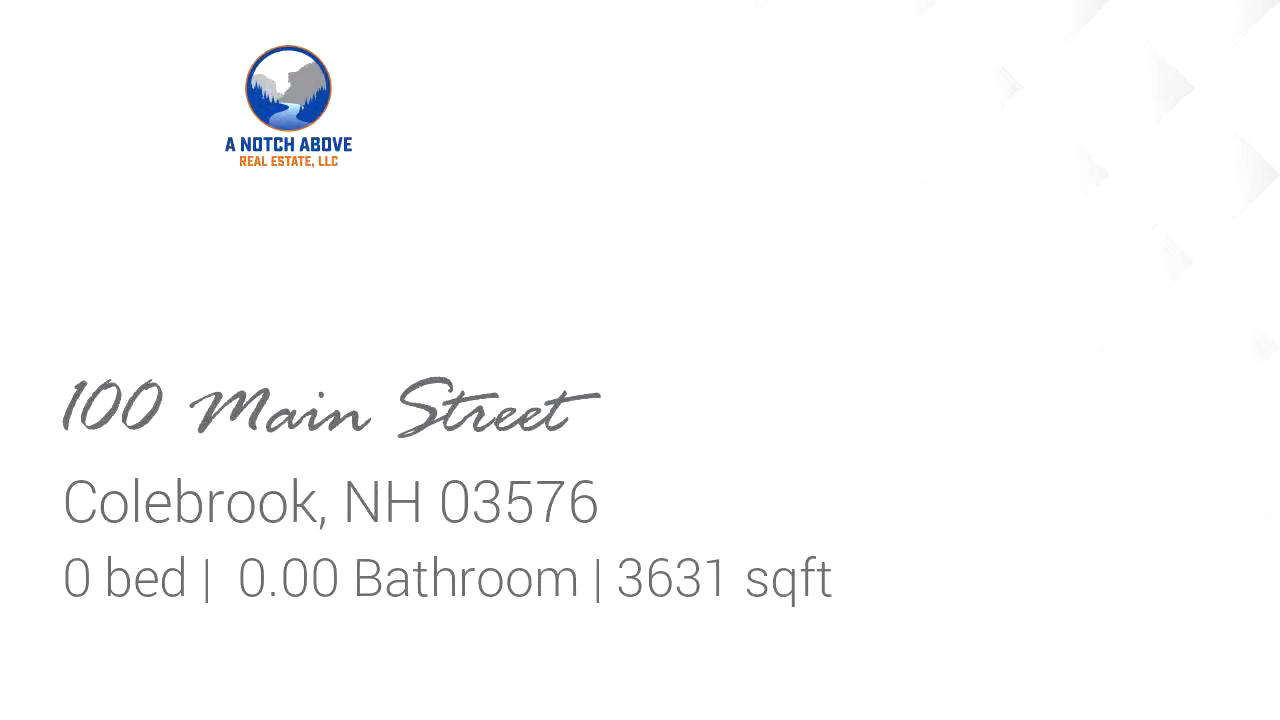 A NOTCH ABOVE
REAL ESTATE, LLC
100 Main Street
Colebrook, NH 03576
0 bed | 0.00 Bathroom | 3631 sqft